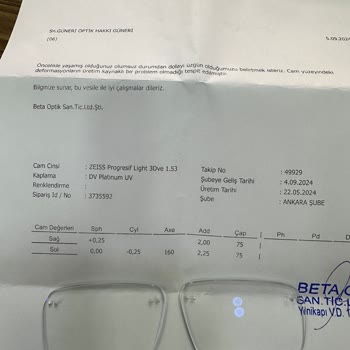 Sn.GÜNERİ OPTİK HAKKI GÜNERİ
(06)
5.09.202
Öncelikle yaşamış olduğunuz olumsuz durumdan dolayı üzgün olduğumuzu belirtmek isteriz. Cam yüzeyindeki
deformasyonların üretim kaynaklı bir problem olmadığı tespit edilmiştir.
Bilginize sunar, bu vesile ile iyi çalışmalar dileriz.
Beta Optik San.Tic.Ltd.Şti.
Cam Cinsi : ZEISS Progresif Light 3Dve 1.53 Takip No : 49929
Kaplama : DV Platinum UV Şubeye Geliş Tarihi : 4.09.2024
Renklendirme : Üretim Tarihi : 22.05.2024
Sipariş Id / No : 3735592 Şube : ANKARA ŞUBE
Cam Değerleri Sph Cyl Axe Add Çap Ph Pd
Sağ +0,25 2,00 75 |
Sol 0,00 -0,25 160 2,25 75 |
BETA
SAN.TİC.
Yenikapı V.D.